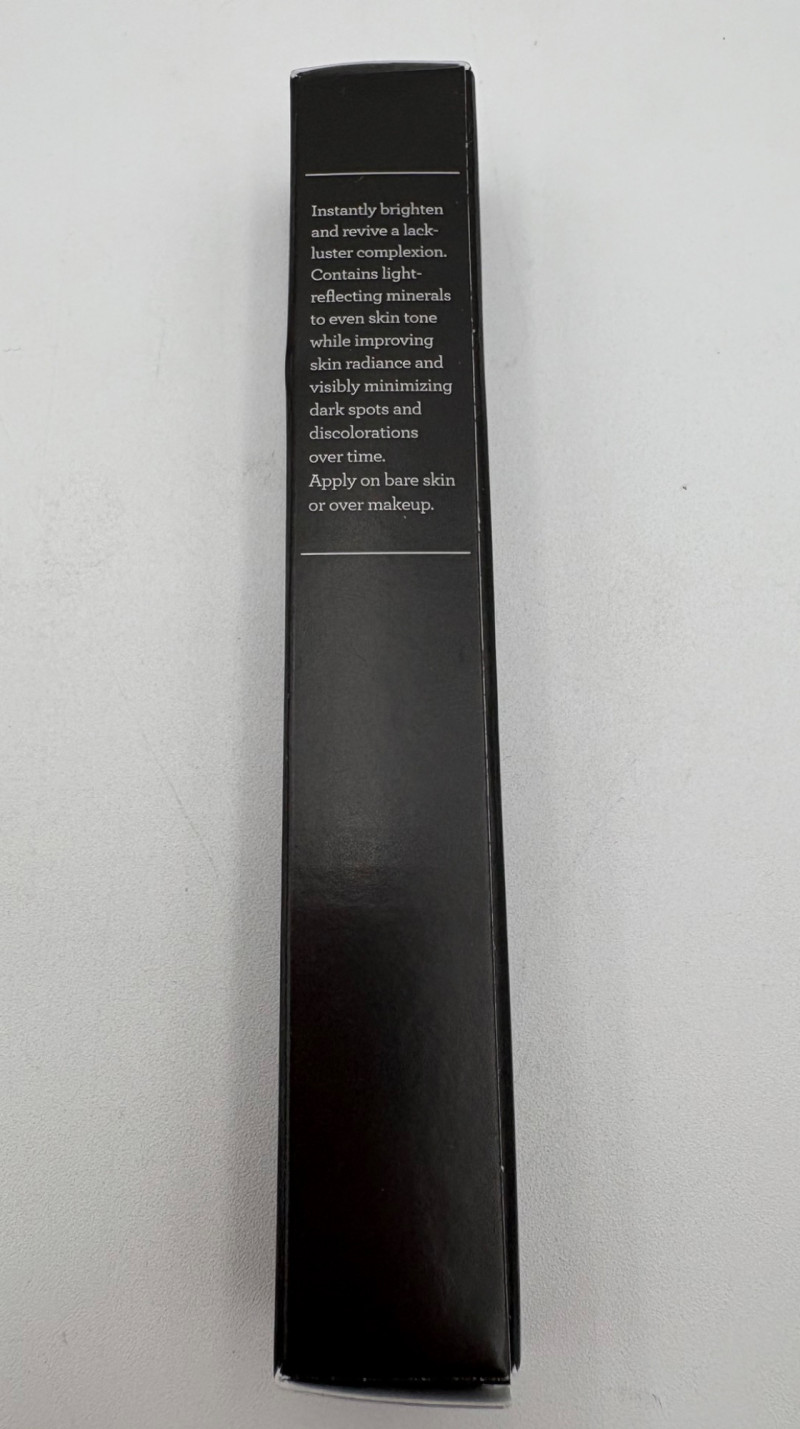 Instantly brighten
and revive a lack-
luster complexion.
Contains light-
reflecting minerals
to even skin tone
while improving
skin radiance and
visibly minimizing
dark spots and
discolorations
over time.
Apply on bare skin
or over makeup.